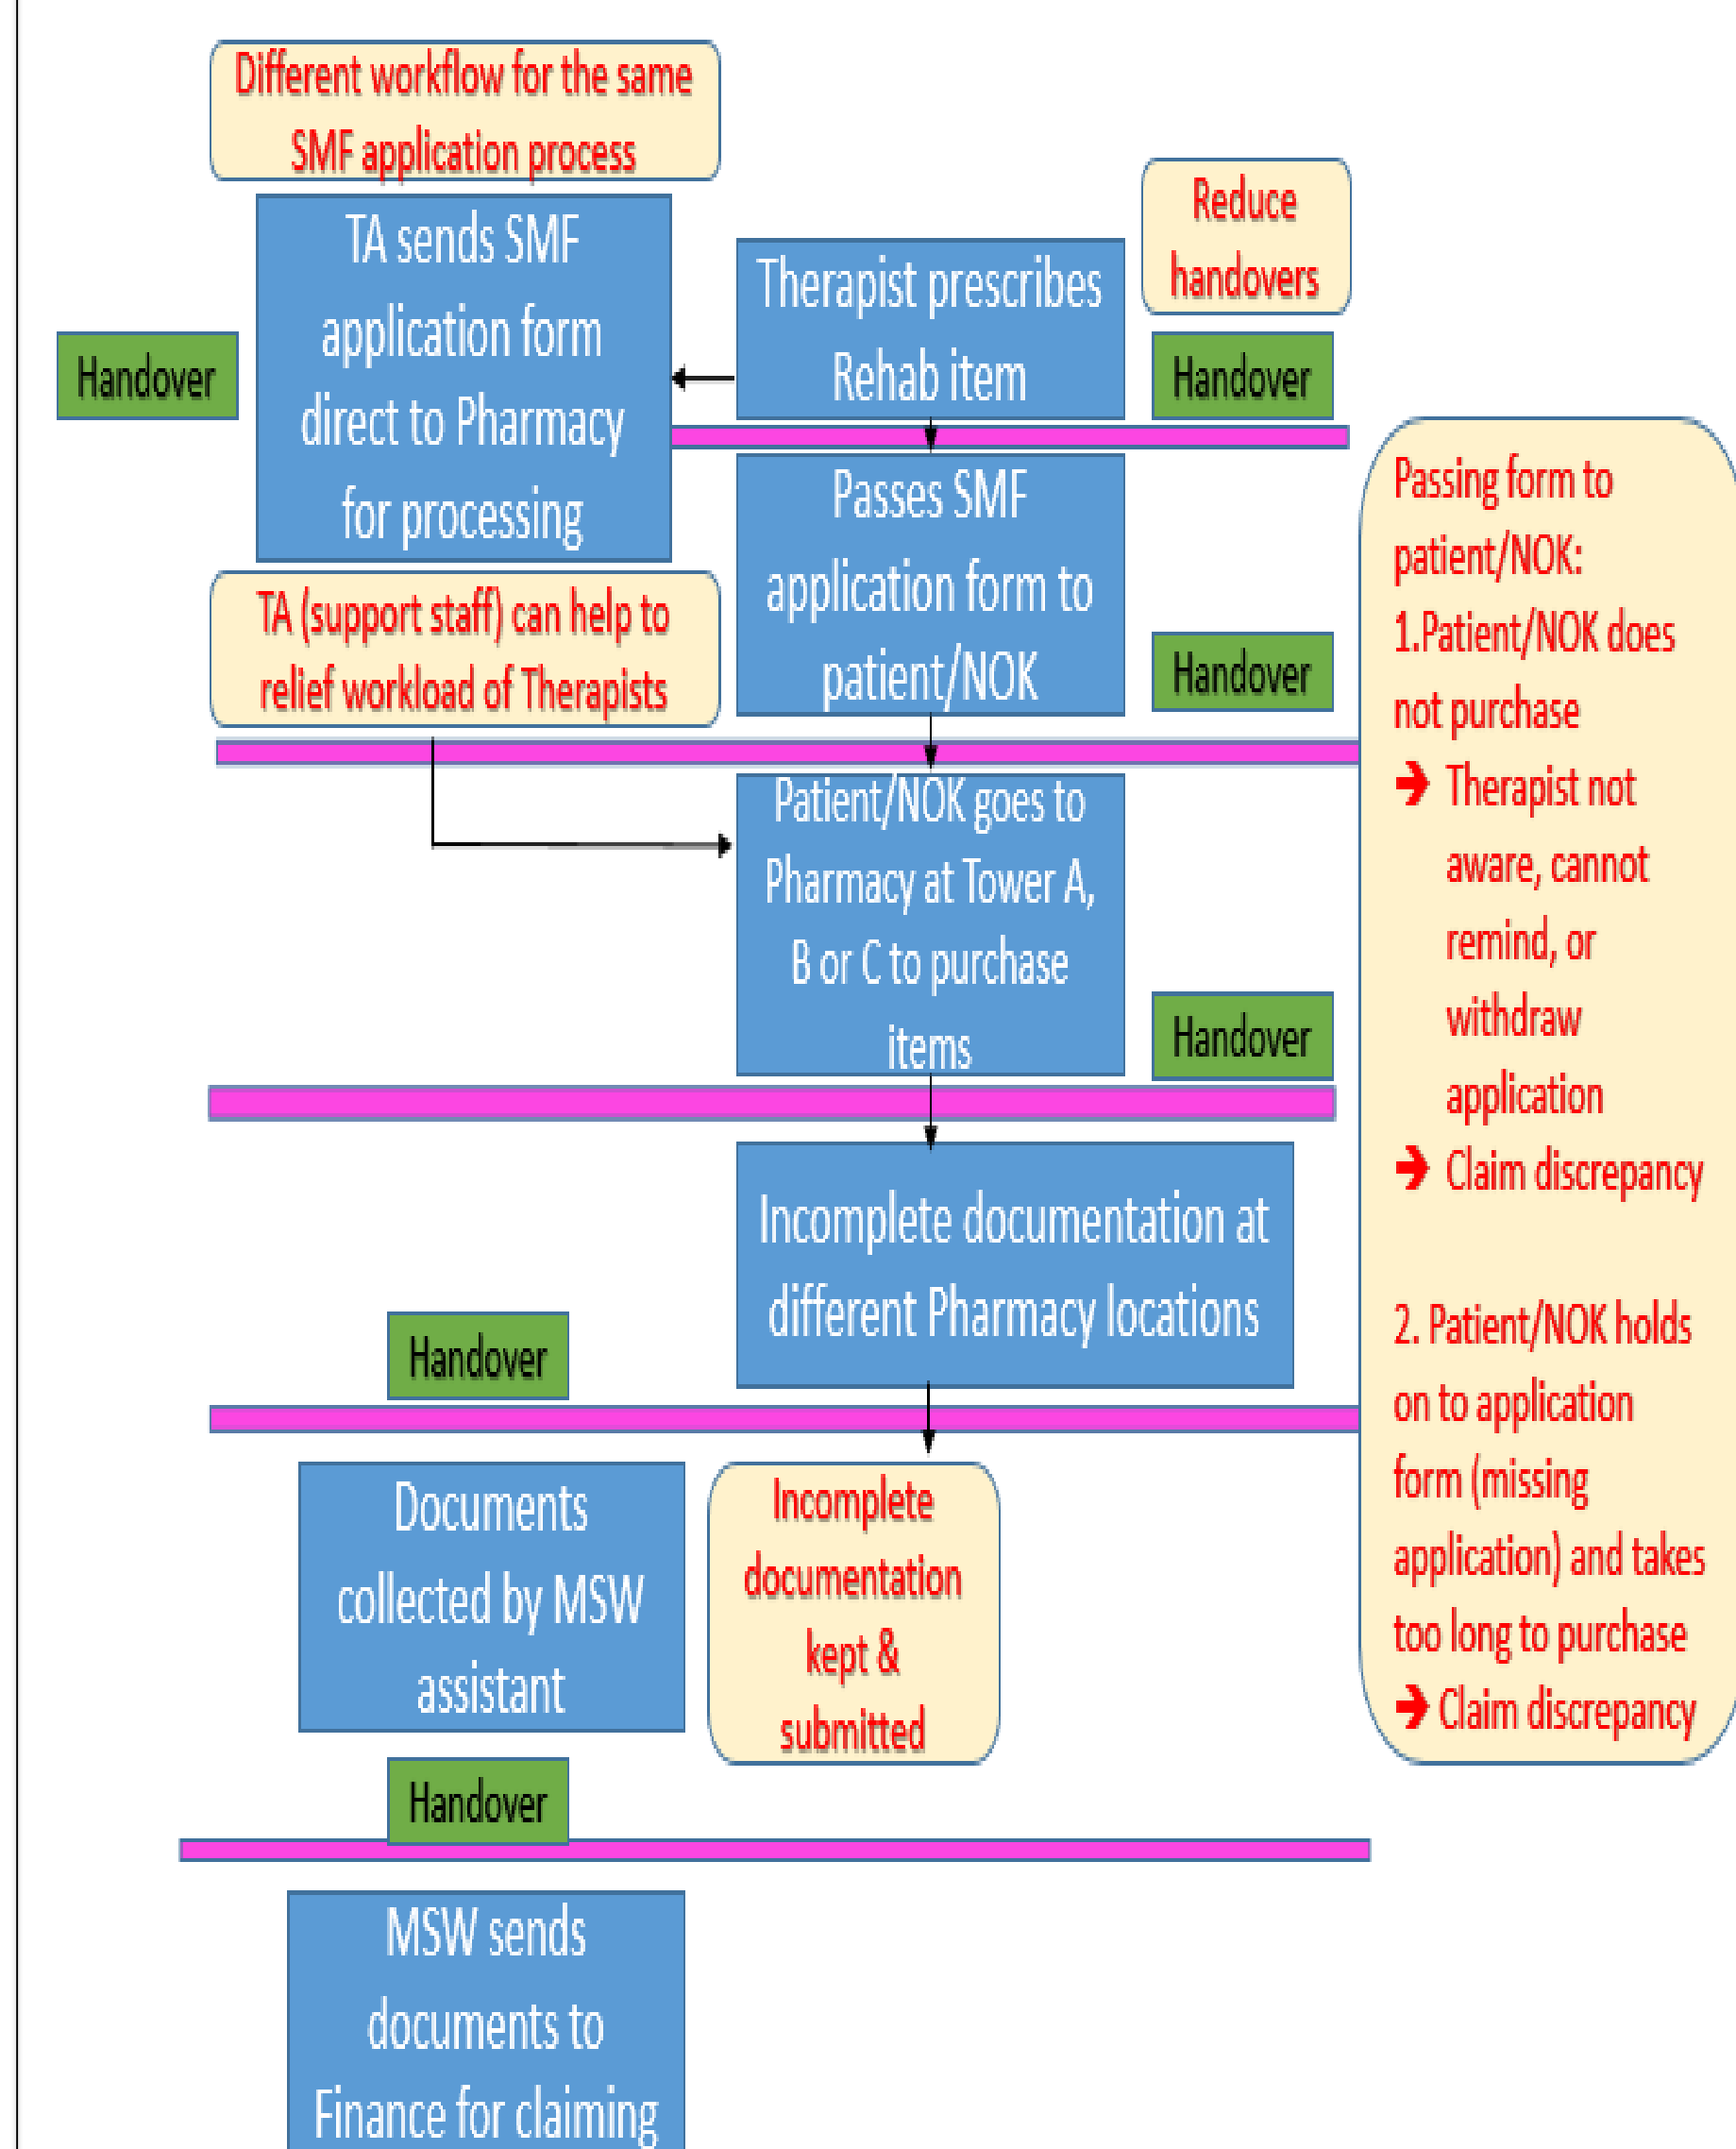 Different workflow for the same
SMF application process
Reduce
handovers
TA sends SMF
application form
direct to Pharmacy
for processing
Therapist prescribes
Rehab item
Handover
Handover
Passes SMF
application form to
patient/NOK
TA (support staff) can help to
relief workload of Therapists
Handover
Patient/NOK goes to
Pharmacy at Tower A,
B or C to purchase
items
Handover
Incomplete documentation at
different Pharmacy locations
Handover
Documents
collected by MSW
assistant
Incomplete
documentation
kept &
submitted
Handover
MSW sends
documents to
Finance for claiming
Passing form to
patient/NOK:
1.Patient/NOK does
not purchase
➔ Therapist not
aware, cannot
remind, or
withdraw
application
➔ Claim discrepancy
2. Patient/NOK holds
on to application
form (missing
application) and takes
too long to purchase
➔ Claim discrepancy